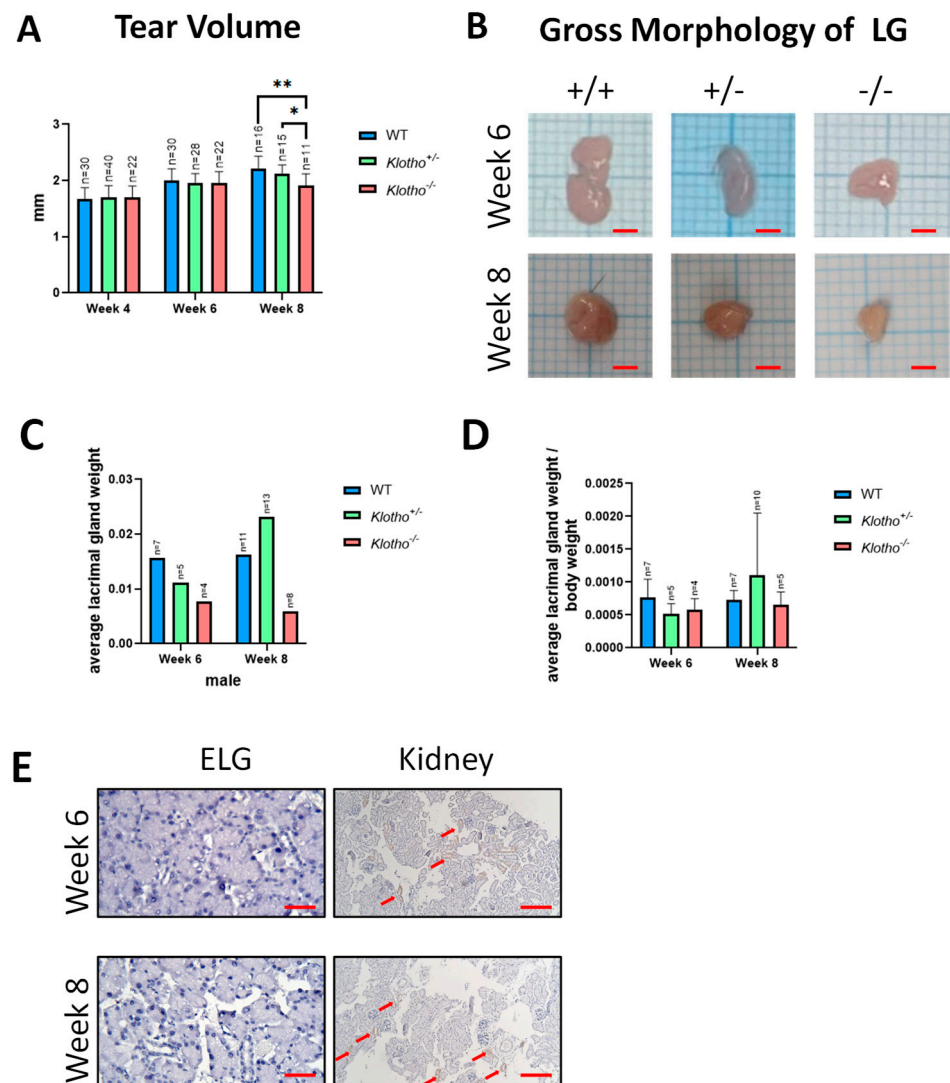 A
Tear Volume
**
*
n=30
n=40
n=22
n=30
n=28
n=22
n=16
n=15
n=11
3
2
1
0
mm
Week 4
Week 6
Week 8
WT
Klotho+/-
Klotho-/-
B
Gross Morphology of LG
+/+
+/-
-/-
Week 6
Week 8
C
average lacrimal gland weight
0.03
0.02
0.01
0.00
n=7
n=5
n=4
n=11
n=13
n=8
Week 6
Week 8
male
WT
Klotho+/-
Klotho-/-
D
average lacrimal gland weight /
body weight
0.0025
0.0020
0.0015
0.0010
0.0005
0.0000
n=7
n=5
n=4
n=7
n=10
n=5
Week 6
Week 8
WT
Klotho+/-
Klotho-/-
E
ELG
Kidney
Week 6
Week 8